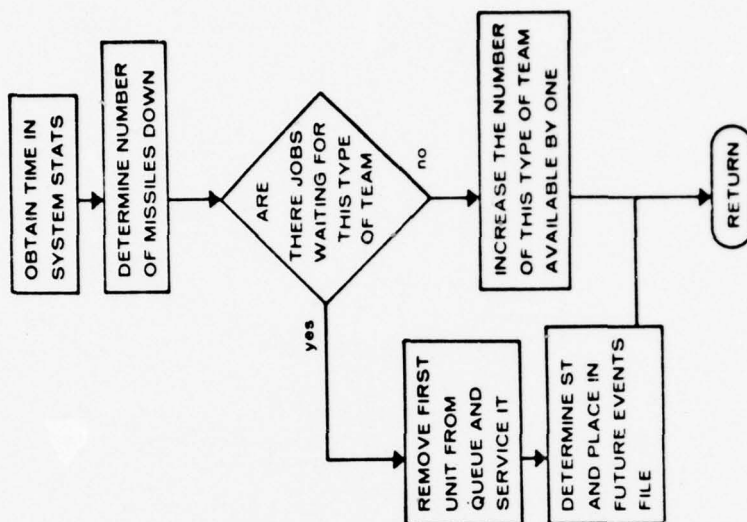 OBTAIN TIME IN
SYSTEM STATS
DETERMINE NUMBER
OF MISSILES DOWN
ARE
THERE JOBS
WAITING FOR
THIS TYPE
OF TEAM
yes
no
REMOVE FIRST
UNIT FROM
QUEUE AND
SERVICE IT
DETERMINE ST
AND PLACE IN
FUTURE EVENTS
FILE
INCREASE THE NUMBER
OF THIS TYPE OF TEAM
AVAILABLE BY ONE
RETURN